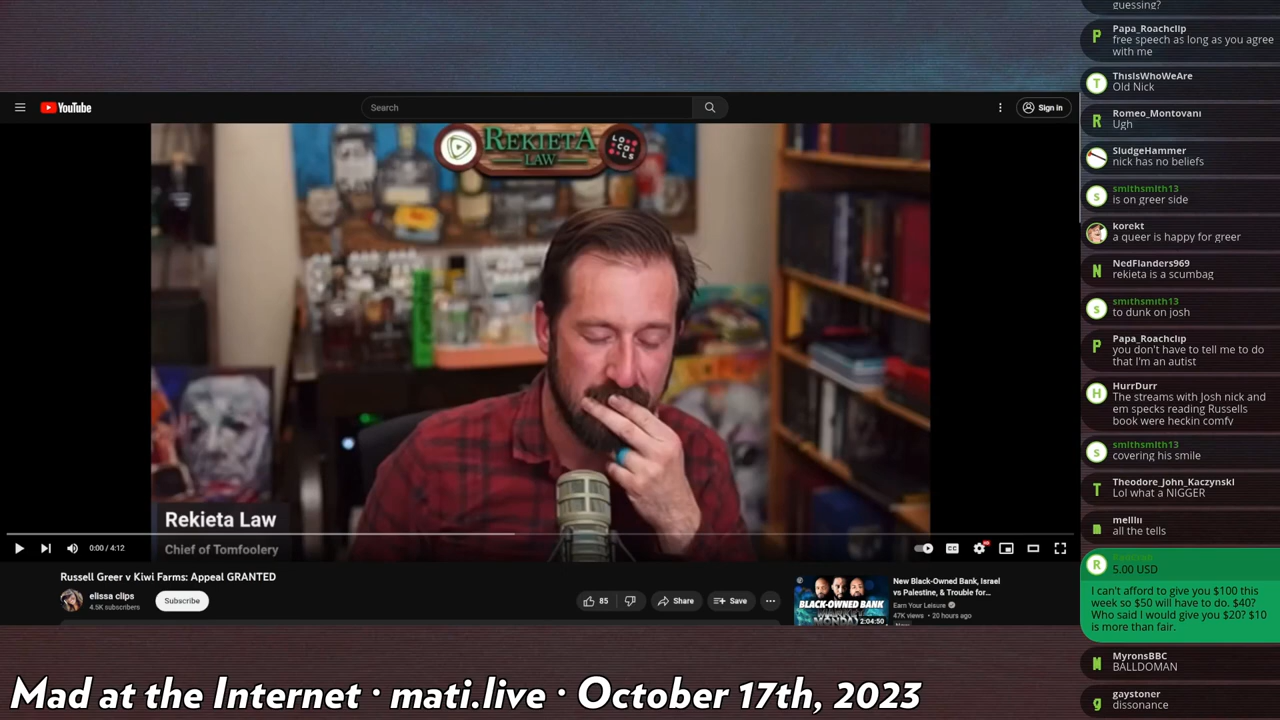 YouTube
Search
Sign in
REKIETA
LAW
LOCALS
Rekieta Law
Chief of Tomfoolery
0:00 / 4:12
Russell Greer v Kiwi Farms: Appeal GRANTED
elissa clips
4.5K subscribers
Subscribe
85
Share
Save
BLACK-OWNED BANK
2:04:50
New Black-Owned Bank, Israel
vs Palestine, & Trouble for...
Earn Your Leisure
47K views • 20 hours ago
New
guessing?
Papa_Roachclip
free speech as long as you agree
with me
ThisIsWhoWeAre
Old Nick
Romeo_Montovani
Ugh
SludgeHammer
nick has no beliefs
smithsmith13
is on greer side
korekt
a queer is happy for greer
NedFlanders969
rekieta is a scumbag
smithsmith13
to dunk on josh
Papa_Roachclip
you don't have to tell me to do
that I'm an autist
HurrDurr
The streams with Josh nick and
em specks reading Russells
book were heckin comfy
smithsmith13
covering his smile
Theodore_John_Kaczynski
Lol what a NIGGER
melllii
all the tells
5.00 USD
I can't afford to give you $100 this
week so $50 will have to do. $40?
Who said I would give you $20? $10
is more than fair.
MyronsBBC
BALLDOMAN
gaystoner
dissonance
Mad at the Internet · mati.live · October 17th, 2023